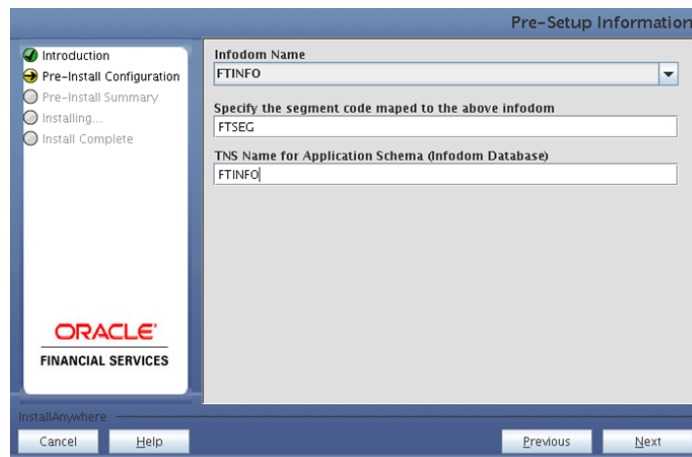 Pre-Setup Information
Introduction
Pre-Install Configuration
Pre-Install Summary
Installing...
Install Complete
ORACLE
FINANCIAL SERVICES
Infodom Name
FTINFO
Specify the segment code maped to the above infodom
FTSEG
TNS Name for Application Schema (Infodom Database)
FTINFO
InstallAnywhere
Cancel
Help
Previous
Next